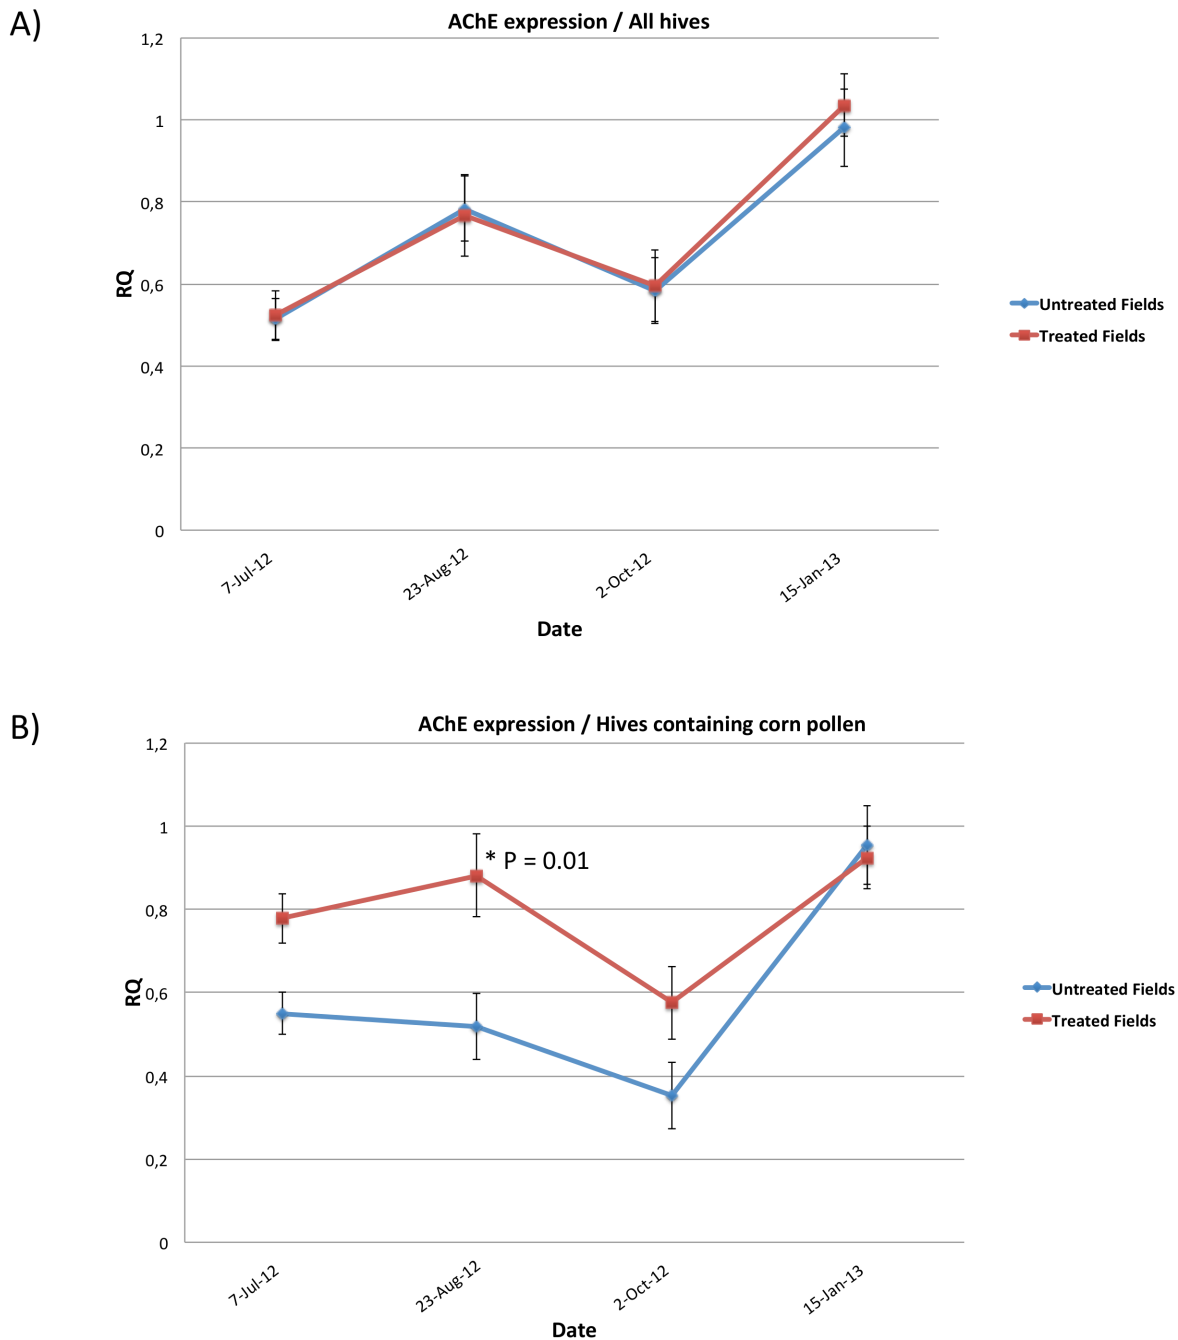 A)
AChE expression / All hives
1,2
1
0,8
0,6
0,4
0,2
0
RQ
7-Jul-12
23-Aug-12
2-Oct-12
15-Jan-13
Date
Untreated Fields
Treated Fields
B)
AChE expression / Hives containing corn pollen
1,2
1
0,8
0,6
0,4
0,2
0
RQ
* P = 0.01
7-Jul-12
23-Aug-12
2-Oct-12
15-Jan-13
Date
Untreated Fields
Treated Fields